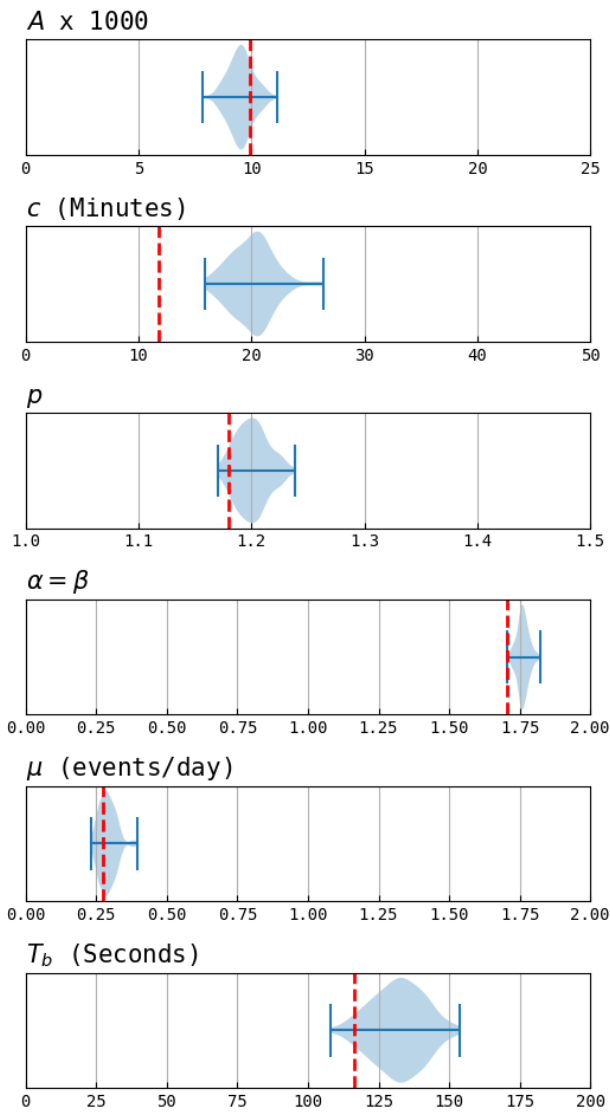 A x 1000
0 5 10 15 20 25
c (Minutes)
0 10 20 30 40 50
p
1.0 1.1 1.2 1.3 1.4 1.5
α = β
0.00 0.25 0.50 0.75 1.00 1.25 1.50 1.75 2.00
μ (events/day)
0.00 0.25 0.50 0.75 1.00 1.25 1.50 1.75 2.00
T_b (Seconds)
0 25 50 75 100 125 150 175 200